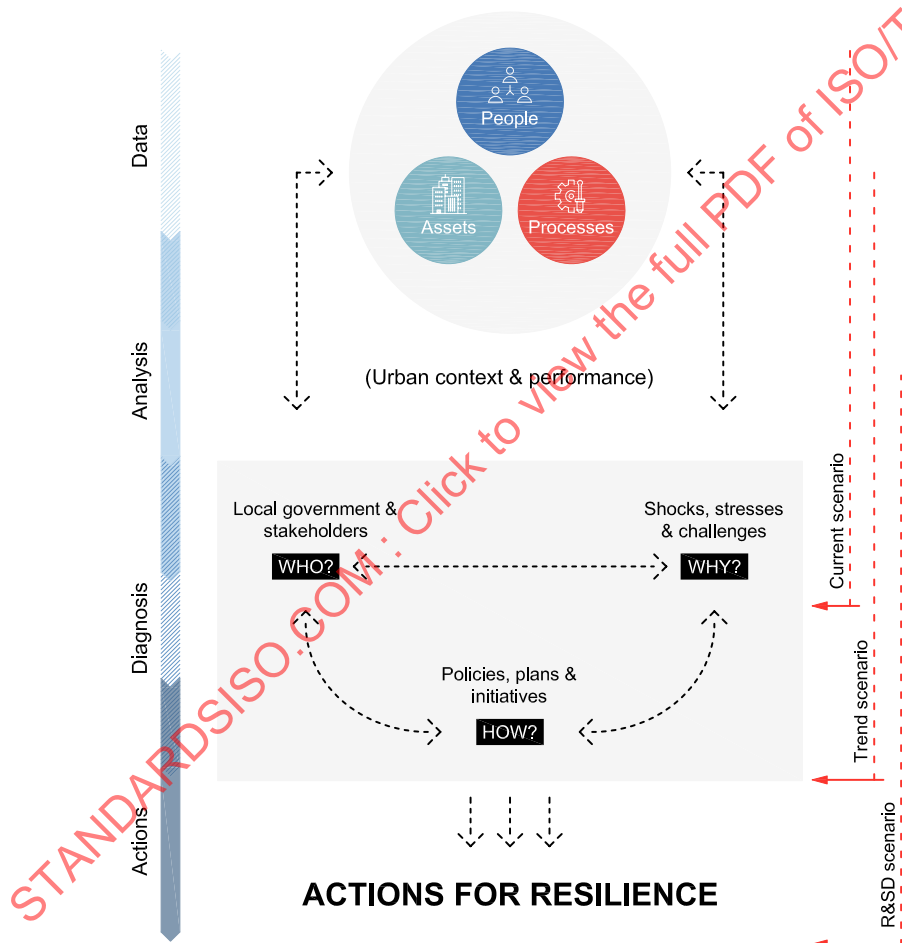 Data
Analysis
Diagnosis
Actions
People
Assets
Processes
(Urban context & performance)
Local government &
stakeholders
WHO?
Shocks, stresses
& challenges
WHY?
Policies, plans &
initiatives
HOW?
ACTIONS FOR RESILIENCE
Current scenario
Trend scenario
R&SD scenario
STANDARDSISO.COM : Click to view the full PDF of ISO/T